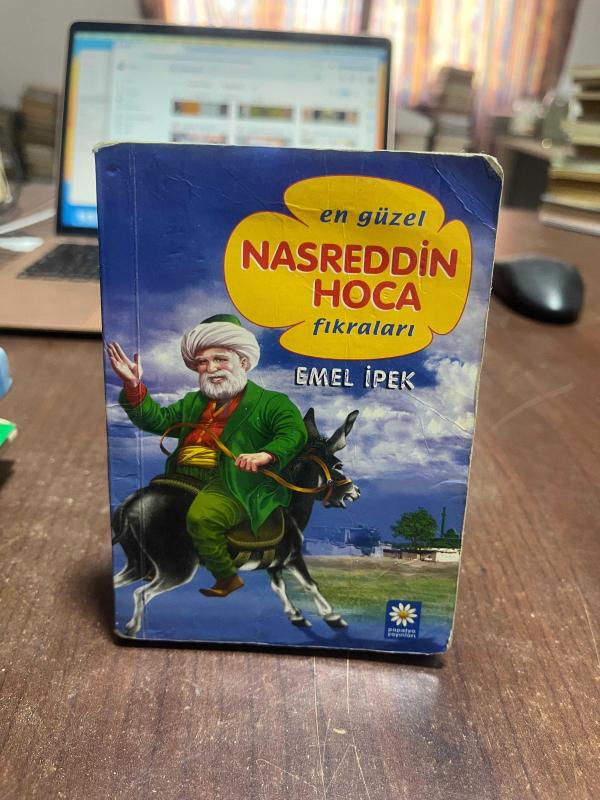 en güzel
NASREDDİN
HOCA
fıkraları
EMEL İPEK
papatya
yayınları